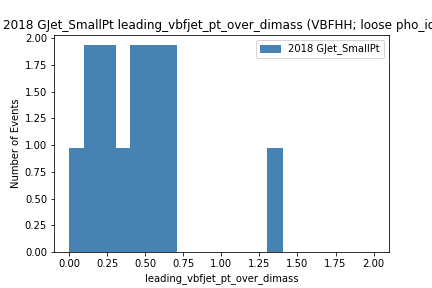 2018 GJet_SmallPt leading_vbfjet_pt_over_dimass (VBFHH; loose pho_id
2018 GJet_SmallPt
2.00
1.75
1.50
1.25
1.00
0.75
0.50
0.25
0.00
Number of Events
0.00 0.25 0.50 0.75 1.00 1.25 1.50 1.75 2.00
leading_vbfjet_pt_over_dimass